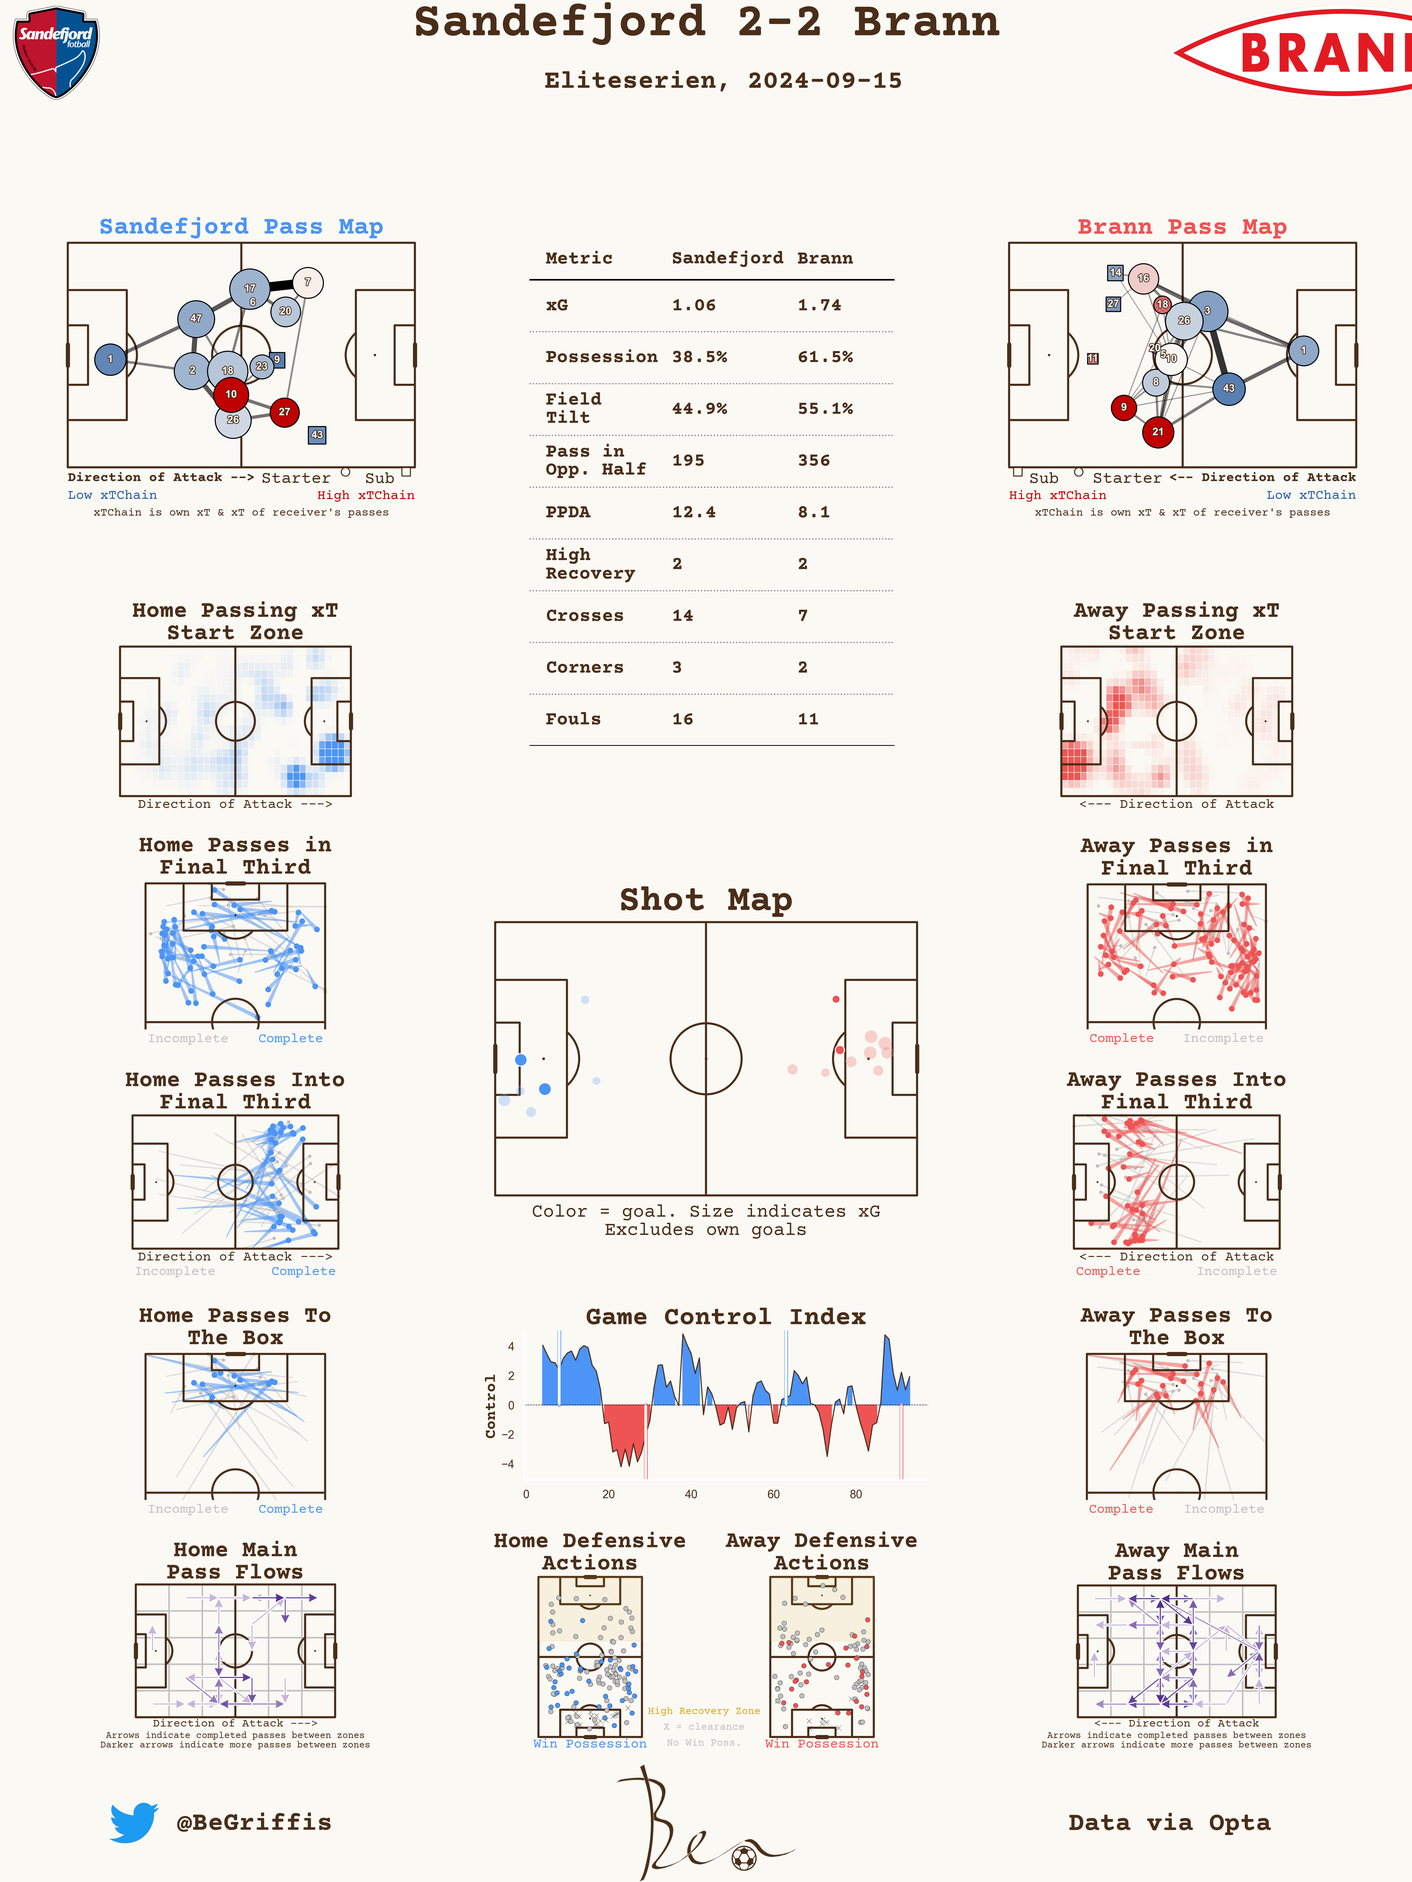 Sandefjord 2-2 Brann
Eliteserien, 2024-09-15
Sandefjord
fotball
BRANN
Sandefjord Pass Map
1
47
2
17
6
7
20
18
23
9
10
26
27
43
Direction of Attack --> Starter Sub
Low xTChain High xTChain
xTChain is own xT & xT of receiver's passes
Metric Sandefjord Brann
xG 1.06 1.74
Possession 38.5% 61.5%
Field
Tilt 44.9% 55.1%
Pass in
Opp. Half 195 356
PPDA 12.4 8.1
High
Recovery 2 2
Crosses 14 7
Corners 3 2
Fouls 16 11
Brann Pass Map
14
16
27
18
3
26
20
5
10
11
1
8
43
9
21
Sub Starter <-- Direction of Attack
High xTChain Low xTChain
xTChain is own xT & xT of receiver's passes
Home Passing xT
Start Zone
Direction of Attack --->
Away Passing xT
Start Zone
<--- Direction of Attack
Home Passes in
Final Third
Incomplete Complete
Away Passes in
Final Third
Complete Incomplete
Shot Map
Color = goal. Size indicates xG
Excludes own goals
Home Passes Into
Final Third
Direction of Attack --->
Incomplete Complete
Away Passes Into
Final Third
<--- Direction of Attack
Complete Incomplete
Home Passes To
The Box
Incomplete Complete
Game Control Index
Control
4
2
0
−2
−4
0 20 40 60 80
Away Passes To
The Box
Complete Incomplete
Home Main
Pass Flows
Direction of Attack --->
Arrows indicate completed passes between zones
Darker arrows indicate more passes between zones
Home Defensive
Actions
Win Possession
High Recovery Zone
X = clearance
No Win Poss.
Away Defensive
Actions
Win Possession
Away Main
Pass Flows
<--- Direction of Attack
Arrows indicate completed passes between zones
Darker arrows indicate more passes between zones
@BeGriffis
Ben
Data via Opta